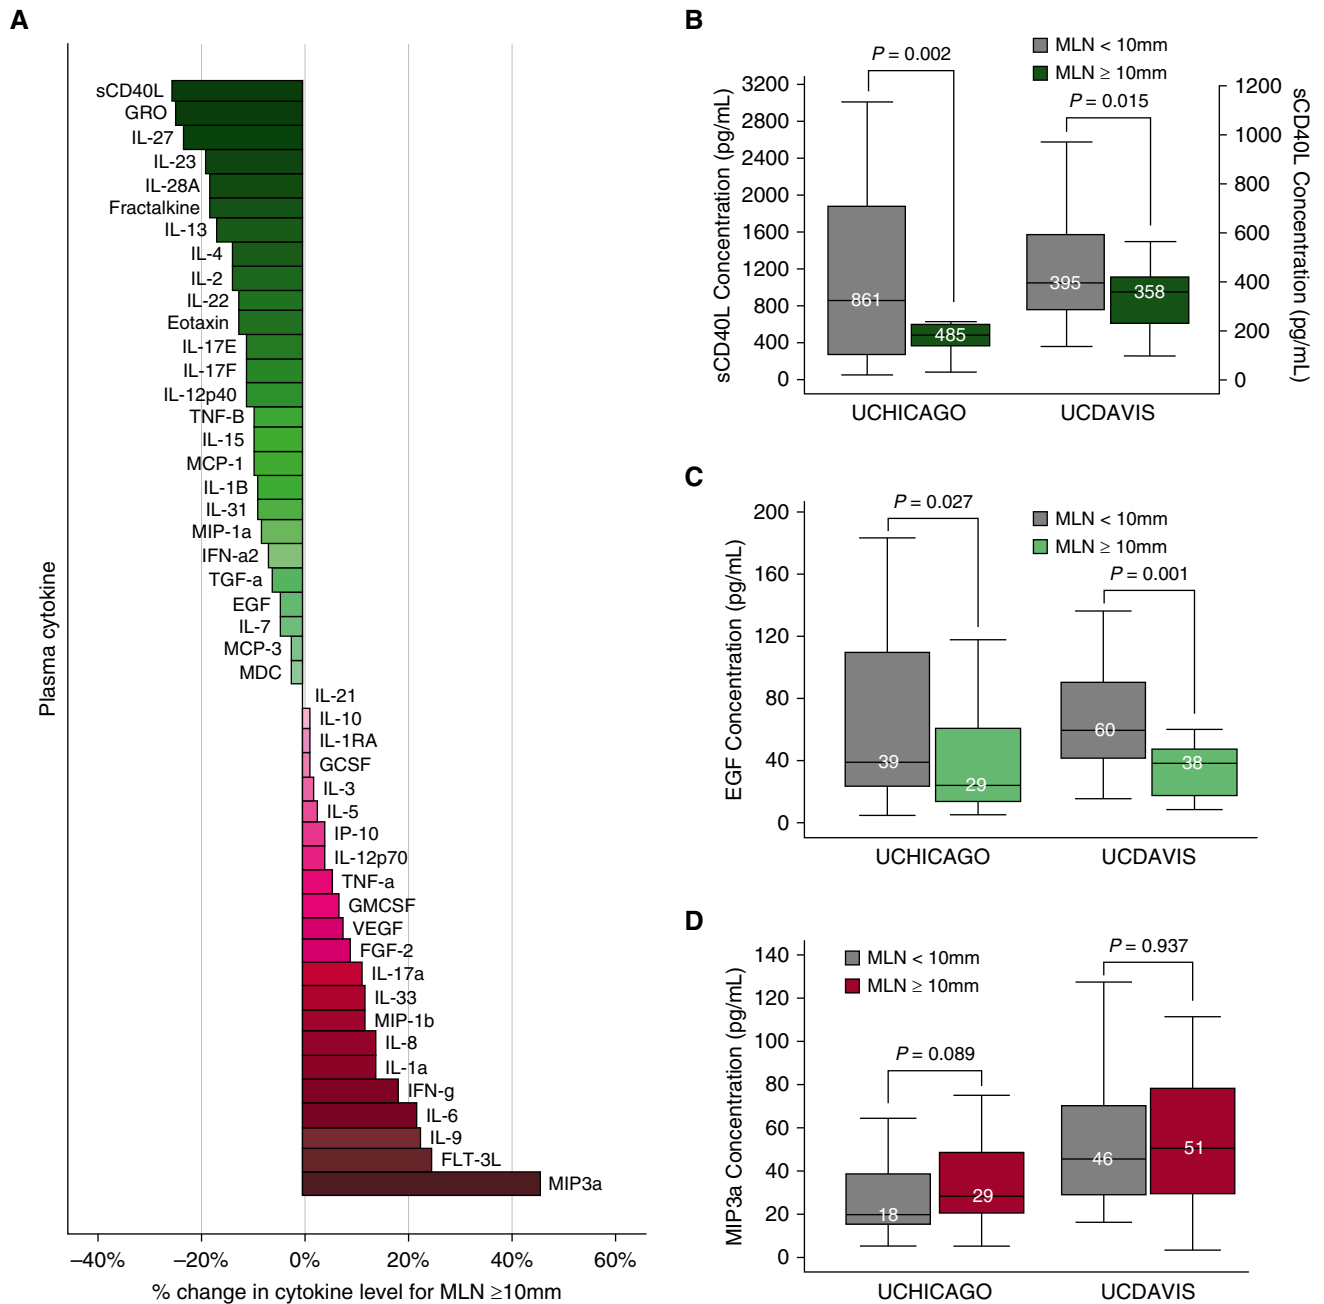 A
Plasma cytokine
sCD40L
GRO
IL-27
IL-23
IL-28A
Fractalkine
IL-13
IL-4
IL-2
IL-22
Eotaxin
IL-17E
IL-17F
IL-12p40
TNF-B
IL-15
MCP-1
IL-1B
IL-31
MIP-1a
IFN-a2
TGF-a
EGF
IL-7
MCP-3
MDC
IL-21
IL-10
IL-1RA
GCSF
IL-3
IL-5
IP-10
IL-12p70
TNF-a
GMCSF
VEGF
FGF-2
IL-17a
IL-33
MIP-1b
IL-8
IL-1a
IFN-g
IL-6
IL-9
FLT-3L
MIP3a
–40% –20% 0% 20% 40% 60%
% change in cytokine level for MLN ≥10mm
B
MLN < 10mm
MLN ≥ 10mm
P = 0.002
P = 0.015
sCD40L Concentration (pg/mL)
3200
2800
2400
2000
1600
1200
800
400
0
861
485
395
358
1200
1000
800
600
400
200
0
sCD40L Concentration (pg/mL)
UCHICAGO UCDAVIS
C
MLN < 10mm
MLN ≥ 10mm
P = 0.027
P = 0.001
EGF Concentration (pg/mL)
200
160
120
80
40
0
39
29
60
38
UCHICAGO UCDAVIS
D
MLN < 10mm
MLN ≥ 10mm
P = 0.937
P = 0.089
MIP3a Concentration (pg/mL)
140
120
100
80
60
40
20
0
18
29
46
51
UCHICAGO UCDAVIS